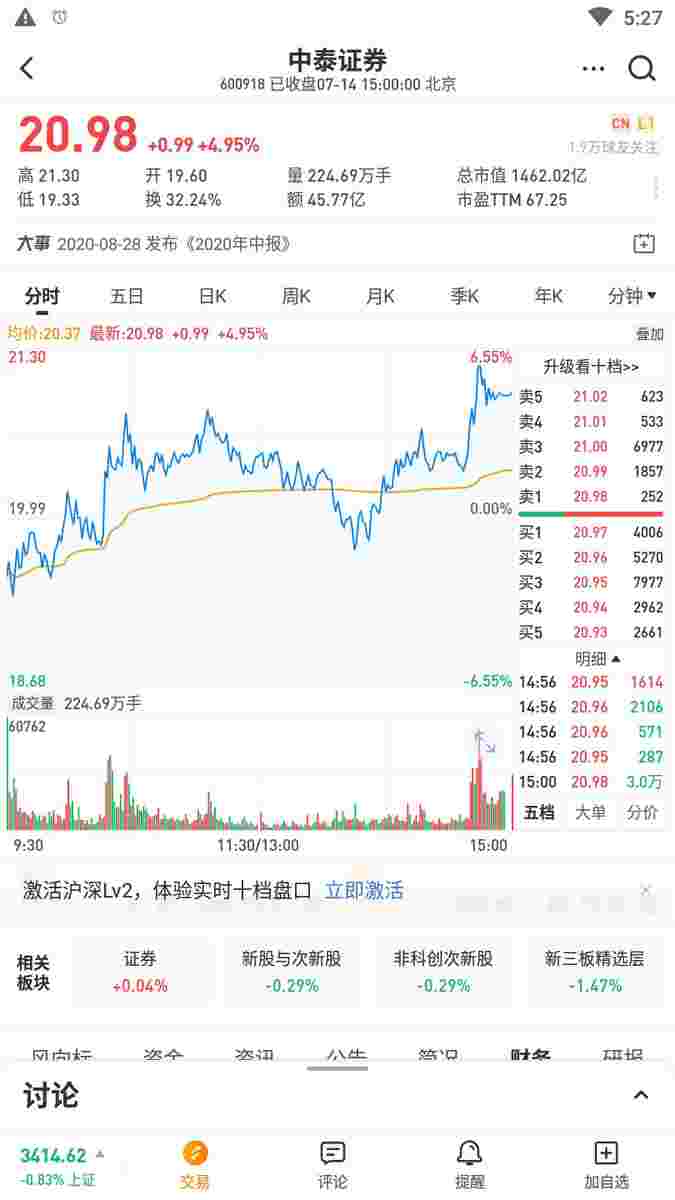 5:27
中泰证券
600918 已收盘07-14 15:00:00 北京
20.98 +0.99 +4.95%
CN L1
1.9万球友关注
高 21.30 开 19.60 量 224.69万手 总市值 1462.02亿
低 19.33 换 32.24% 额 45.77亿 市盈TTM 67.25
大事 2020-08-28 发布《2020年中报》
分时 五日 日K 周K 月K 季K 年K 分钟
均价:20.37 最新:20.98 +0.99 +4.95% 叠加
21.30 6.55%
升级看十档>>
卖5 21.02 623
卖4 21.01 533
卖3 21.00 6977
卖2 20.99 1857
卖1 20.98 252
19.99 0.00%
买1 20.97 4006
买2 20.96 5270
买3 20.95 7977
买4 20.94 2962
买5 20.93 2661
明细
18.68 -6.55%
14:56 20.95 1614
14:56 20.96 2106
14:56 20.96 571
14:56 20.95 287
15:00 20.98 3.0万
成交量 224.69万手
60762
五档 大单 分价
9:30 11:30/13:00 15:00
激活沪深Lv2，体验实时十档盘口 立即激活
相关板块
证券 新股与次新股 非科创次新股 新三板精选层
+0.04% -0.29% -0.29% -1.47%
风向标 资金 资讯 公告 简况 财务 研报
讨论
3414.62
-0.83% 上证
交易 评论 提醒 加自选